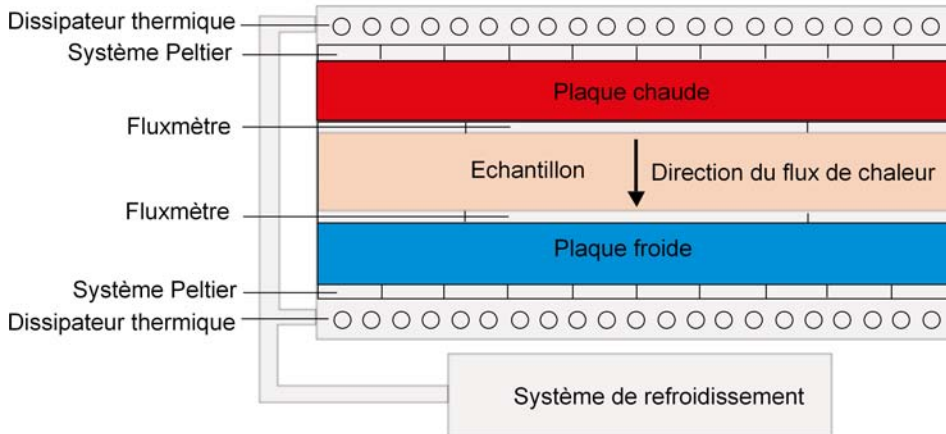 Dissipateur thermique
Système Peltier
Plaque chaude
Fluxmètre
Echantillon
Direction du flux de chaleur
Fluxmètre
Plaque froide
Système Peltier
Dissipateur thermique
Système de refroidissement